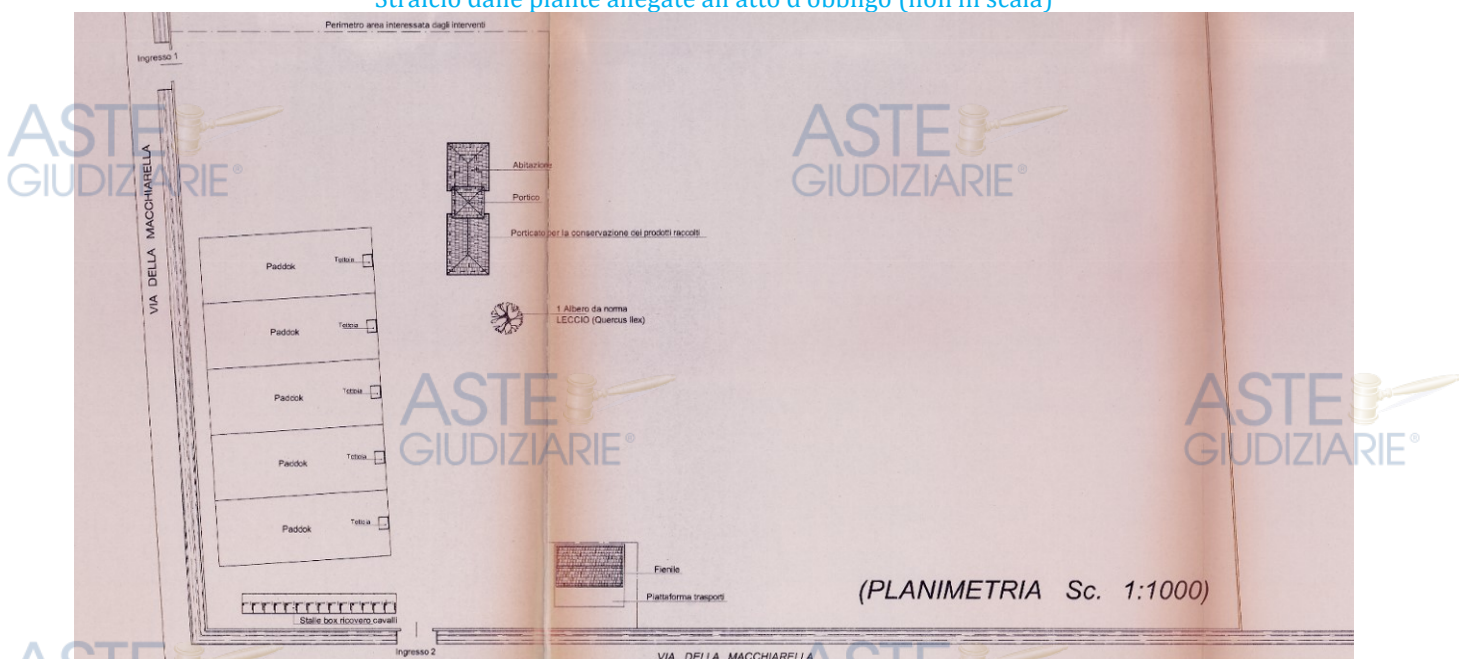 Stralcio dalle piante allegate all'atto d'obbligo (non in scala)
Perimetro area interessata dagli interventi
Ingresso 1
ASTE
GIUDIZIARIE®
ASTE
GIUDIZIARIE®
VIA DELLA MACCHIARELLA
Abitazione
Portico
Porticato per la conservazione dei prodotti raccolti
Paddok
Tettoia
1 Albero da norma
LECCIO (Quercus Ilex)
Paddok
Tettoia
Paddok
Tettoia
ASTE
GIUDIZIARIE®
ASTE
GIUDIZIARIE®
Paddok
Tettoia
Paddok
Tettoia
Fienile
Piattaforma trasporti
(PLANIMETRIA Sc. 1:1000)
Stalle box ricovero cavalli
Ingresso 2
VIA DELLA MACCHIARELLA
ASTE
ASTE